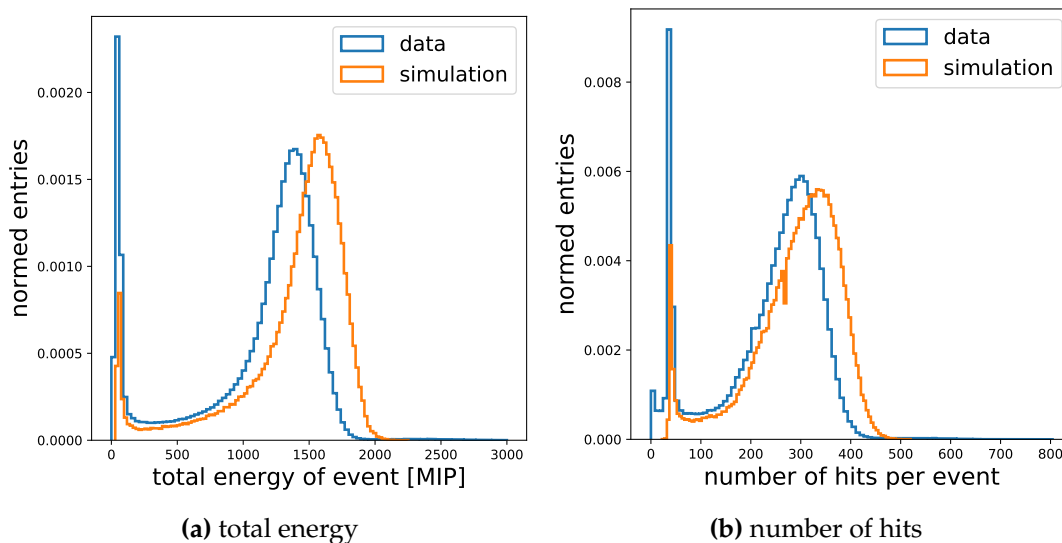 data
simulation
normed entries
0.0020
0.0015
0.0010
0.0005
0.0000
0 500 1000 1500 2000 2500 3000
total energy of event [MIP]
(a) total energy
data
simulation
normed entries
0.008
0.006
0.004
0.002
0.000
0 100 200 300 400 500 600 700 800
number of hits per event
(b) number of hits